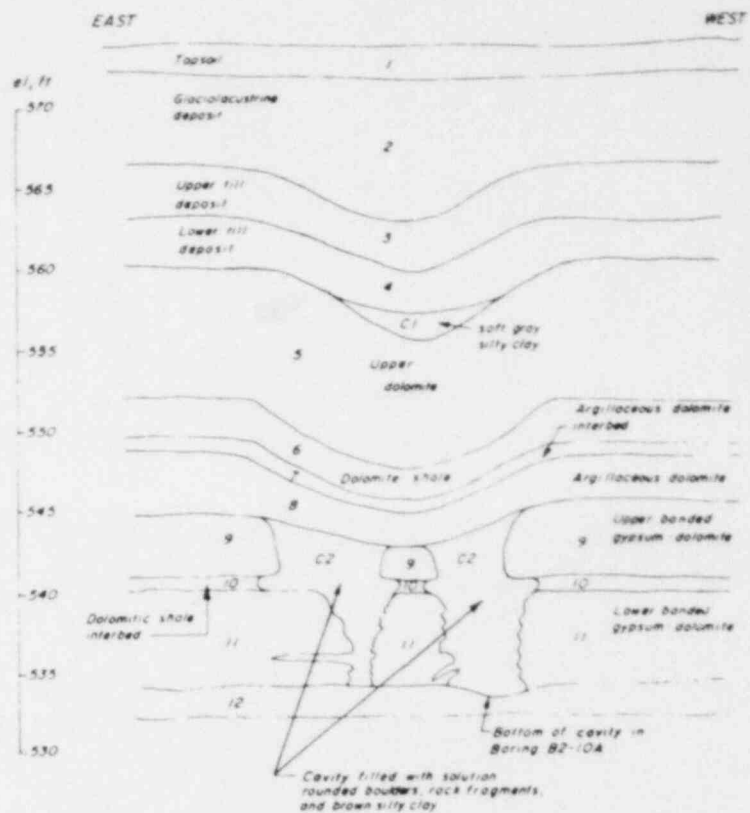 EAST
WEST
el, ft
Topsoil
1
570
Glaciolacustrine
deposit
2
565
Upper till
deposit
3
Lower till
deposit
560
4
C1
soft gray
silty clay
555
5
Upper
dolomite
Argillaceous dolomite
interbed
550
6
Dolomite shale
7
Argillaceous dolomite
8
545
Upper banded
gypsum dolomite
9
C2
9
C2
9
10
10
10
540
Dolomitic shale
interbed
Lower banded
gypsum dolomite
11
11
11
535
12
530
Bottom of cavity in
Boring B2-10A
Cavity filled with solution
rounded boulders, rock fragments,
and brown silty clay